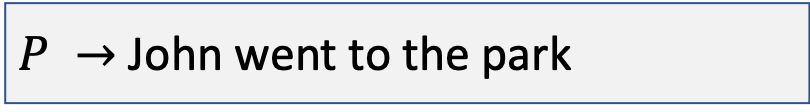 P → John went to the park